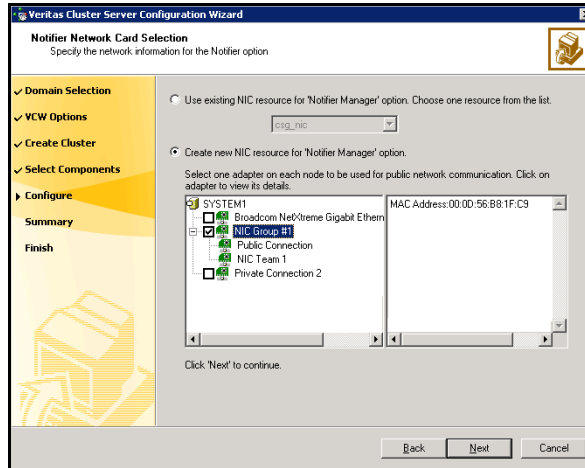 Veritas Cluster Server Configuration Wizard
Notifier Network Card Selection
Specify the network information for the Notifier option
Domain Selection
VCW Options
Create Cluster
Select Components
Configure
Summary
Finish
Use existing NIC resource for 'Notifier Manager' option. Choose one resource from the list.
csg_nic
Create new NIC resource for 'Notifier Manager' option.
Select one adapter on each node to be used for public network communication. Click on
adapter to view its details.
SYSTEM1
Broadcom NetXtreme Gigabit Ethern
NIC Group #1
Public Connection
NIC Team 1
Private Connection 2
MAC Address:00:0D:56:B8:1F:C9
Click 'Next' to continue.
Back
Next
Cancel